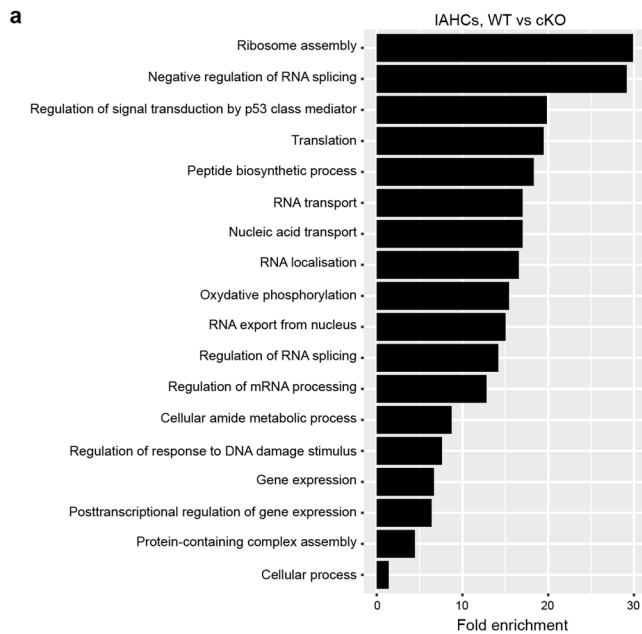 a
IAHCs, WT vs cKO
Ribosome assembly
Negative regulation of RNA splicing
Regulation of signal transduction by p53 class mediator
Translation
Peptide biosynthetic process
RNA transport
Nucleic acid transport
RNA localisation
Oxydative phosphorylation
RNA export from nucleus
Regulation of RNA splicing
Regulation of mRNA processing
Cellular amide metabolic process
Regulation of response to DNA damage stimulus
Gene expression
Posttranscriptional regulation of gene expression
Protein-containing complex assembly
Cellular process
0 10 20 30
Fold enrichment